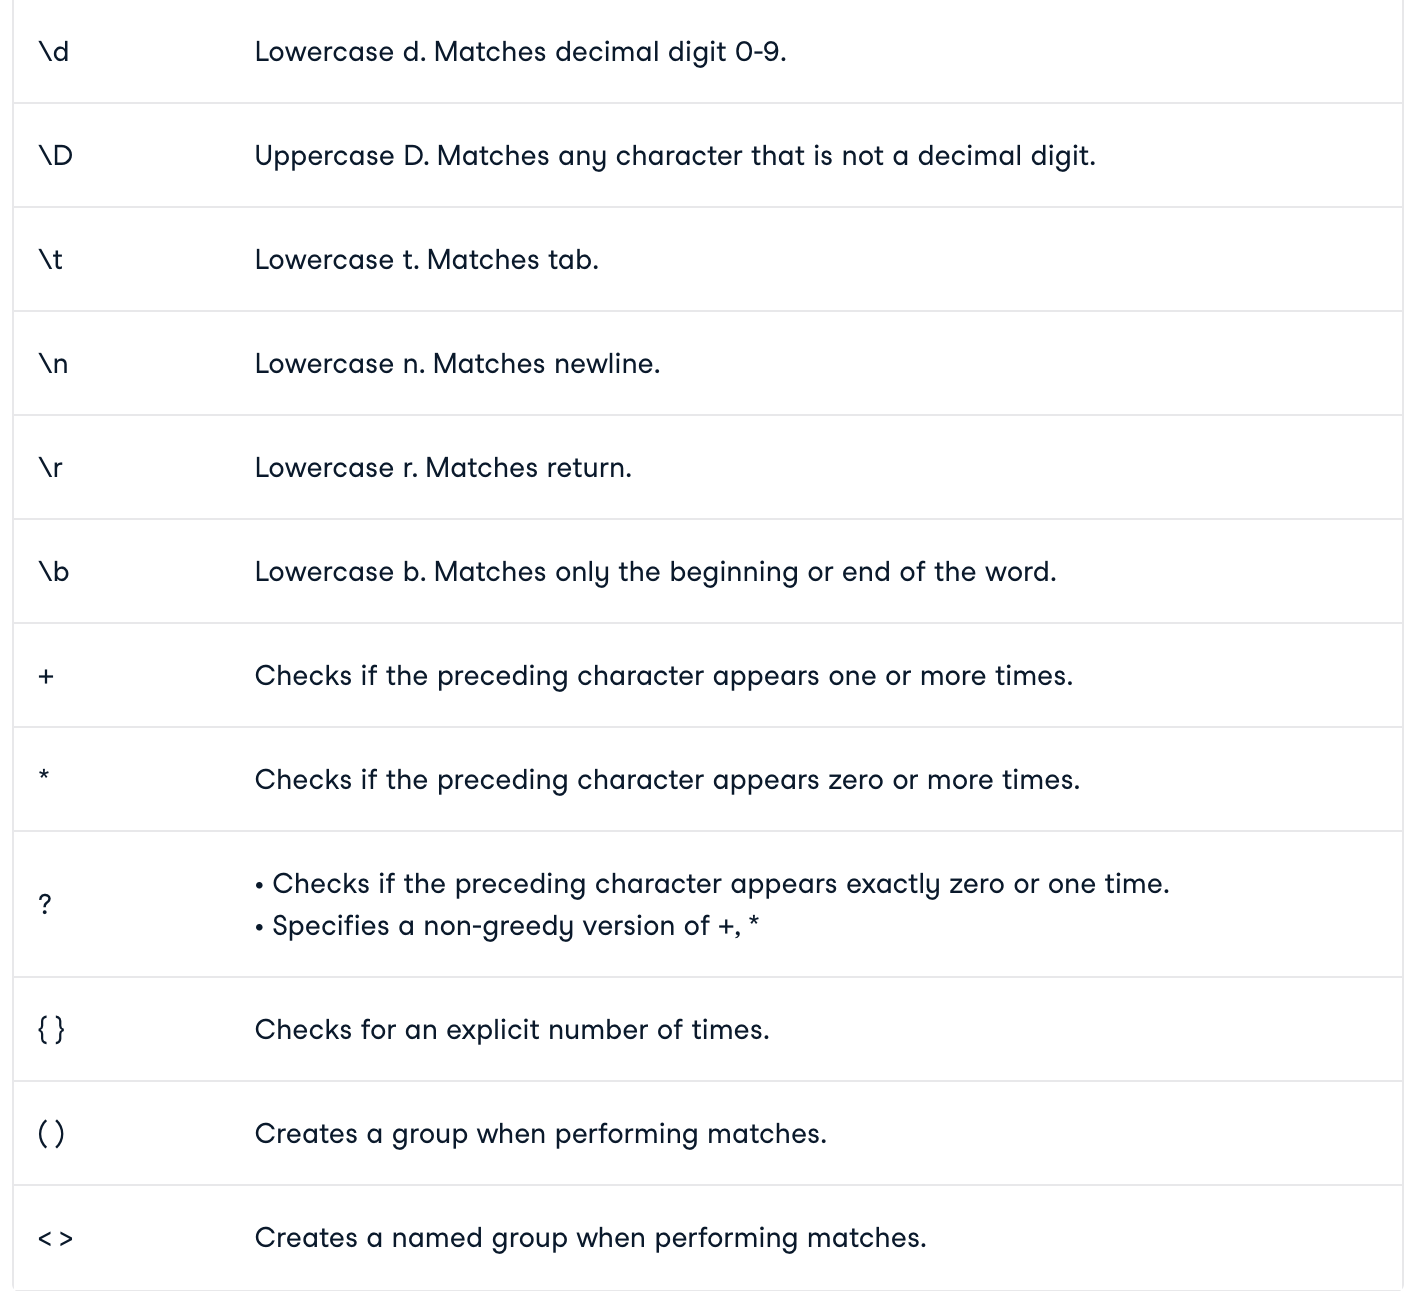 \d Lowercase d. Matches decimal digit 0-9.
\D Uppercase D. Matches any character that is not a decimal digit.
\t Lowercase t. Matches tab.
\n Lowercase n. Matches newline.
\r Lowercase r. Matches return.
\b Lowercase b. Matches only the beginning or end of the word.
+ Checks if the preceding character appears one or more times.
* Checks if the preceding character appears zero or more times.
? • Checks if the preceding character appears exactly zero or one time.
• Specifies a non-greedy version of +, *
{ } Checks for an explicit number of times.
( ) Creates a group when performing matches.
< > Creates a named group when performing matches.